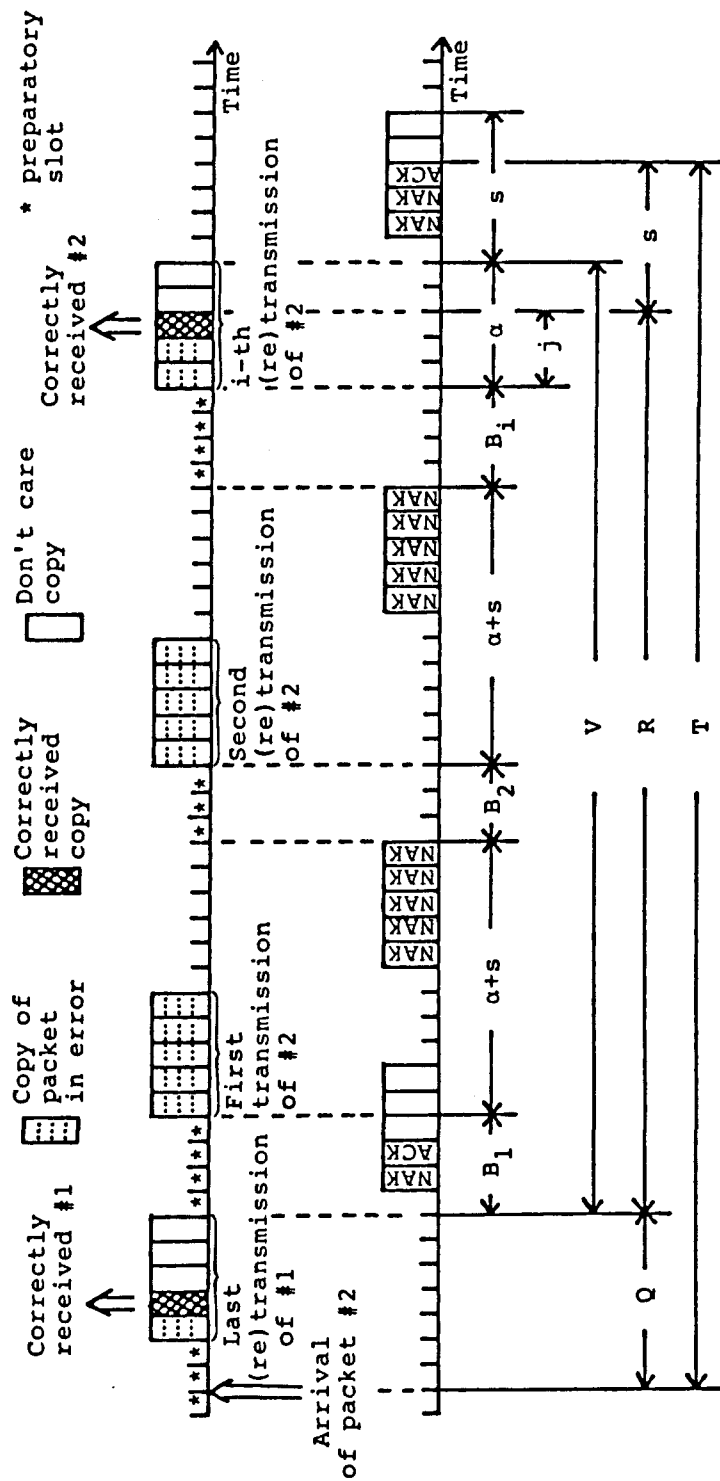 Correctly
received #1
Copy of
packet
in error
Correctly
received
copy
Don't care
copy
Correctly
received #2
* preparatory
slot
* * * * * * * * * * * * * *
Time
Last
(re)transmission
of #1
First
transmission
of #2
Second
(re)transmission
of #2
i-th
(re)transmission
of #2
Arrival
of packet #2
NAK ACK
NAK NAK NAK NAK NAK
NAK NAK NAK NAK NAK
NAK NAK ACK
Time
B1 α+s B2 α+s Bi α s
j
V
Q R s
T